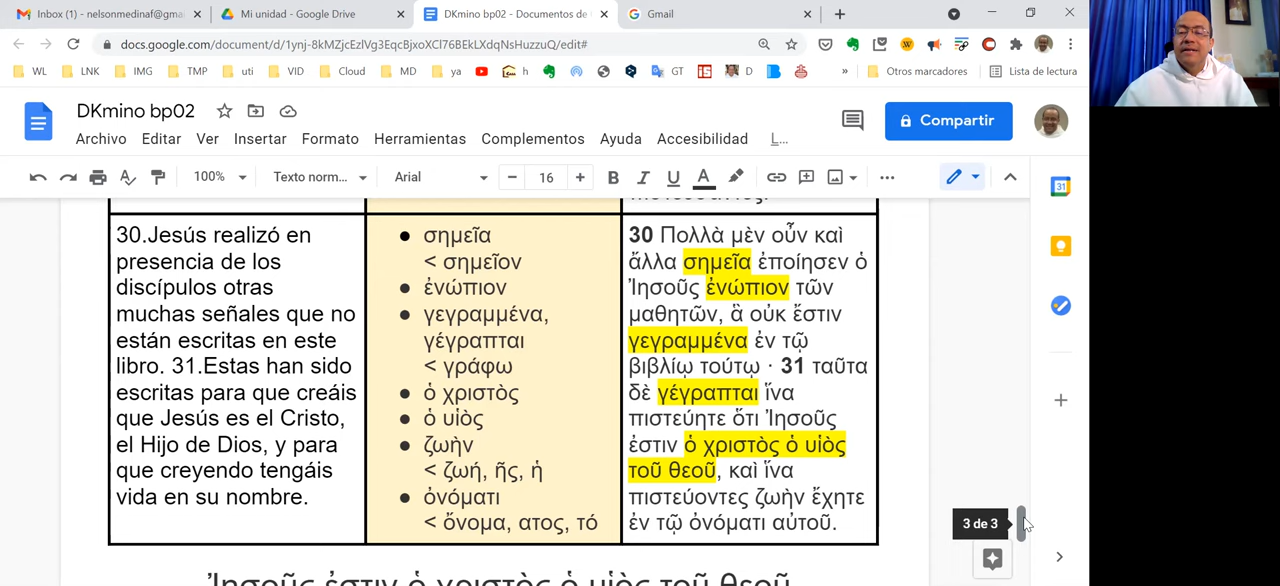 Inbox (1) - nelsonmedinaf@gma
Mi unidad - Google Drive
DKmino bp02 - Documentos de
Gmail
docs.google.com/document/d/1ynj-8kMZjcEzlVg3EqcBjxoXCl76BEkLXdqNsHuzzuQ/edit#
WL
LNK
IMG
TMP
uti
VID
Cloud
MD
ya
h
GT
D
»
Otros marcadores
Lista de lectura
DKmino bp02
Compartir
Archivo
Editar
Ver
Insertar
Formato
Herramientas
Complementos
Ayuda
Accesibilidad
L...
100%
Texto norm...
Arial
16
B
I
U
A
30.Jesús realizó en
presencia de los
discípulos otras
muchas señales que no
están escritas en este
libro. 31.Estas han sido
escritas para que creáis
que Jesús es el Cristo,
el Hijo de Dios, y para
que creyendo tengáis
vida en su nombre.
● σημεῖα
< σημεῖον
● ἐνώπιον
● γεγραμμένα,
γέγραπται
< γράφω
● ὁ χριστὸς
● ὁ υἱὸς
● ζωὴν
< ζωή, ῆς, ἡ
● ὀνόματι
< ὄνομα, ατος, τό
30 Πολλὰ μὲν οὖν καὶ
ἄλλα σημεῖα ἐποίησεν ὁ
Ἰησοῦς ἐνώπιον τῶν
μαθητῶν, ἃ οὐκ ἔστιν
γεγραμμένα ἐν τῷ
βιβλίῳ τούτῳ · 31 ταῦτα
δὲ γέγραπται ἵνα
πιστεύητε ὅτι Ἰησοῦς
ἐστιν ὁ χριστὸς ὁ υἱὸς
τοῦ θεοῦ, καὶ ἵνα
πιστεύοντες ζωὴν ἔχητε
ἐν τῷ ὀνόματι αὐτοῦ.
3 de 3
Ἰησοῦς ἐστιν ὁ χριστὸς ὁ υἱὸς τοῦ θεοῦ